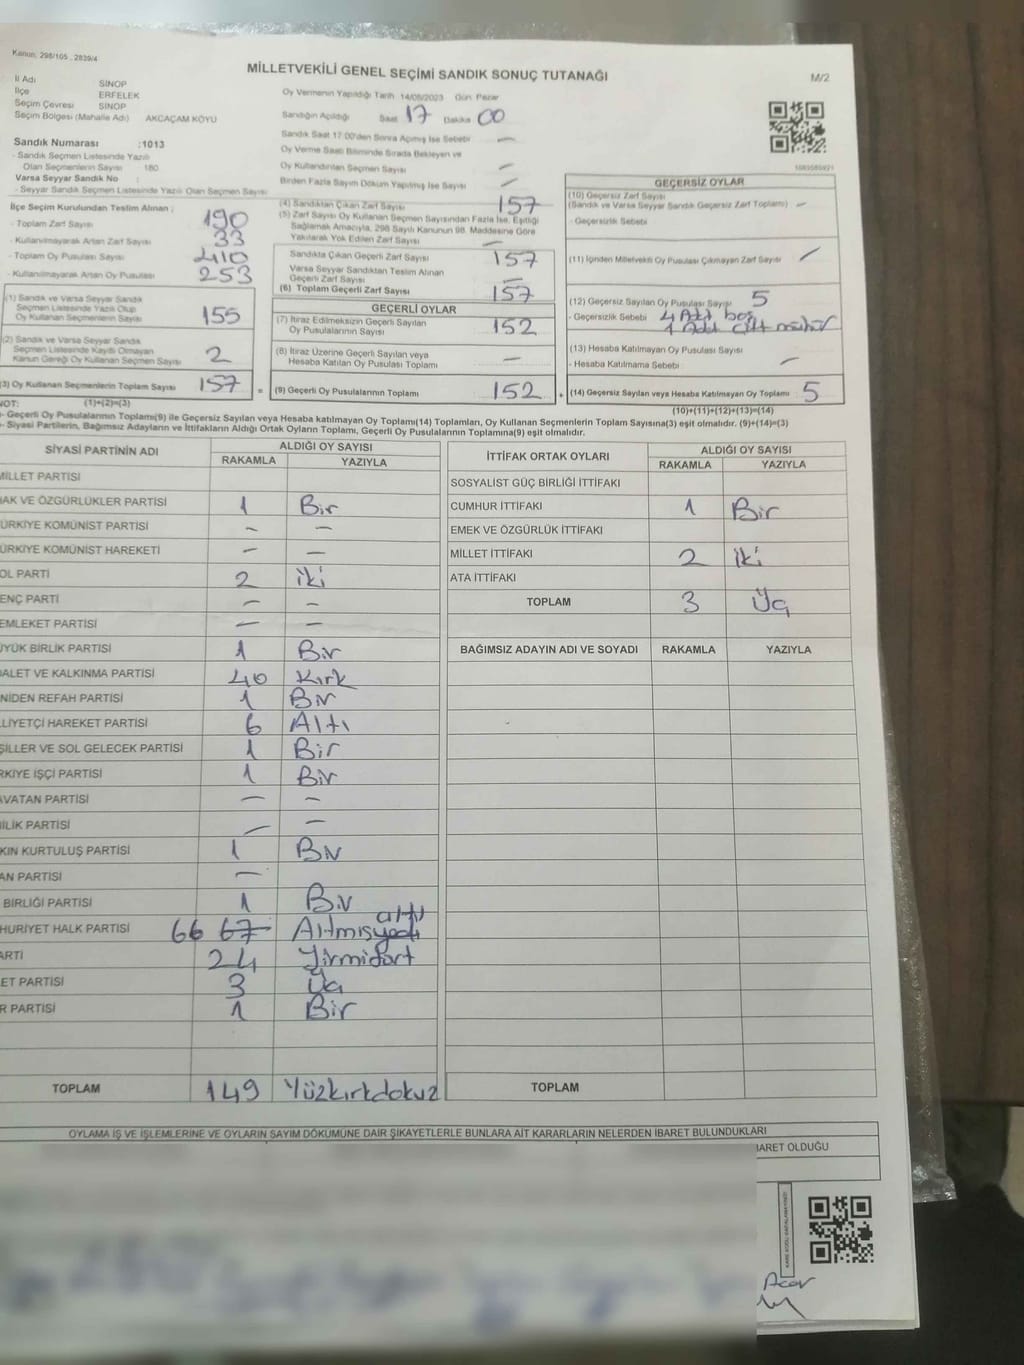 Kanun: 298/105 , 2839/4
MİLLETVEKİLİ GENEL SEÇİMİ SANDIK SONUÇ TUTANAĞI
M/2
İl Adı SİNOP
İlçe ERFELEK
Seçim Çevresi SİNOP
Seçim Bölgesi (Mahalle Adı) AKCAÇAM KÖYÜ
Oy Vermenin Yapıldığı Tarih 14/05/2023 Gün Pazar
Sandığın Açıldığı Saat 17 Dakika 00
Sandık Saat 17:00'den Sonra Açılmış İse Sebebi —
Oy Verme Saati Bitiminde Sırada Bekleyen ve
Oy Kullandırılan Seçmen Sayısı —
Birden Fazla Sayım Döküm Yapılmış İse Sayısı —
Sandık Numarası :1013
- Sandık Seçmen Listesinde Yazılı
Olan Seçmenlerin Sayısı 180
Varsa Seyyar Sandık No :
- Seyyar Sandık Seçmen Listesinde Yazılı Olan Seçmen Sayısı
İlçe Seçim Kurulundan Teslim Alınan ;
- Toplam Zarf Sayısı 190
- Kullanılmayarak Artan Zarf Sayısı 33
- Toplam Oy Pusulası Sayısı 410
- Kullanılmayarak Artan Oy Pusulası 253
(1) Sandık ve Varsa Seyyar Sandık
Seçmen Listesinde Yazılı Olup
Oy Kullanan Seçmenlerin Sayısı 155
(2) Sandık ve Varsa Seyyar Sandık
Seçmen Listesinde Kayıtlı Olmayan
Kanun Gereği Oy Kullanan Seçmen Sayısı 2
(3) Oy Kullanan Seçmenlerin Toplam Sayısı 157 =
(4) Sandıktan Çıkan Zarf Sayısı 157
(5) Zarf Sayısı Oy Kullanan Seçmen Sayısından Fazla İse, Eşitliği
Sağlamak Amacıyla, 298 Sayılı Kanunun 98. Maddesine Göre
Yakılarak Yok Edilen Zarf Sayısı —
Sandıkta Çıkan Geçerli Zarf Sayısı 157
Varsa Seyyar Sandıktan Teslim Alınan
Geçerli Zarf Sayısı —
(6) Toplam Geçerli Zarf Sayısı 157
GEÇERLİ OYLAR
(7) İtiraz Edilmeksizin Geçerli Sayılan
Oy Pusulalarının Sayısı 152
(8) İtiraz Üzerine Geçerli Sayılan veya
Hesaba Katılan Oy Pusulası Toplamı —
(9) Geçerli Oy Pusulalarının Toplamı 152 +
GEÇERSİZ OYLAR
(10) Geçersiz Zarf Sayısı
(Sandık ve Varsa Seyyar Sandık Geçersiz Zarf Toplamı) —
- Geçersizlik Sebebi
(11) İçinden Milletvekili Oy Pusulası Çıkmayan Zarf Sayısı —
(12) Geçersiz Sayılan Oy Pusulası Sayısı 5
- Geçersizlik Sebebi 4 Adet boş
1 Adet çift mühür
(13) Hesaba Katılmayan Oy Pusulası Sayısı
- Hesaba Katılmama Sebebi —
(14) Geçersiz Sayılan veya Hesaba Katılmayan Oy Toplamı 5
NOT: (1)+(2)=(3) (10)+(11)+(12)+(13)=(14)
- Geçerli Oy Pusulalarının Toplamı(9) ile Geçersiz Sayılan veya Hesaba katılmayan Oy Toplamı(14) Toplamları, Oy Kullanan Seçmenlerin Toplam Sayısına(3) eşit olmalıdır. (9)+(14)=(3)
- Siyasi Partilerin, Bağımsız Adayların ve İttifakların Aldığı Ortak Oyların Toplamı, Geçerli Oy Pusulalarının Toplamına(9) eşit olmalıdır.
SİYASİ PARTİNİN ADI ALDIĞI OY SAYISI
RAKAMLA YAZIYLA
MİLLET PARTİSİ
AK VE ÖZGÜRLÜKLER PARTİSİ 1 Bir
ÜRKİYE KOMÜNİST PARTİSİ — —
ÜRKİYE KOMÜNİST HAREKETİ — —
OL PARTİ 2 iki
ENÇ PARTİ — —
EMLEKET PARTİSİ — —
ÜYÜK BİRLİK PARTİSİ 1 Bir
DALET VE KALKINMA PARTİSİ 40 Kırk
NİDEN REFAH PARTİSİ 1 Bir
LLİYETÇİ HAREKET PARTİSİ 6 Altı
ŞİLLER VE SOL GELECEK PARTİSİ 1 Bir
RKİYE İŞÇİ PARTİSİ 1 Bir
AVATAN PARTİSİ — —
İLİK PARTİSİ — —
KIN KURTULUŞ PARTİSİ 1 Bir
AN PARTİSİ —
BİRLİĞİ PARTİSİ 1 Bir
HURİYET HALK PARTİSİ 66 67 Altmışyedi altı
ARTİ 24 Yirmidört
ET PARTİSİ 3 Üç
R PARTİSİ 1 Bir
TOPLAM 149 Yüzkırkdokuz
İTTİFAK ORTAK OYLARI ALDIĞI OY SAYISI
RAKAMLA YAZIYLA
SOSYALİST GÜÇ BİRLİĞİ İTTİFAKI
CUMHUR İTTİFAKI 1 Bir
EMEK VE ÖZGÜRLÜK İTTİFAKI
MİLLET İTTİFAKI 2 iki
ATA İTTİFAKI
TOPLAM 3 Üç
BAĞIMSIZ ADAYIN ADI VE SOYADI RAKAMLA YAZIYLA
TOPLAM
OYLAMA İŞ VE İŞLEMLERİNE VE OYLARIN SAYIM DÖKÜMÜNE DAİR ŞİKAYETLERLE BUNLARA AİT KARARLARIN NELERDEN İBARET BULUNDUKLARI
BARET OLDUĞU
Acar